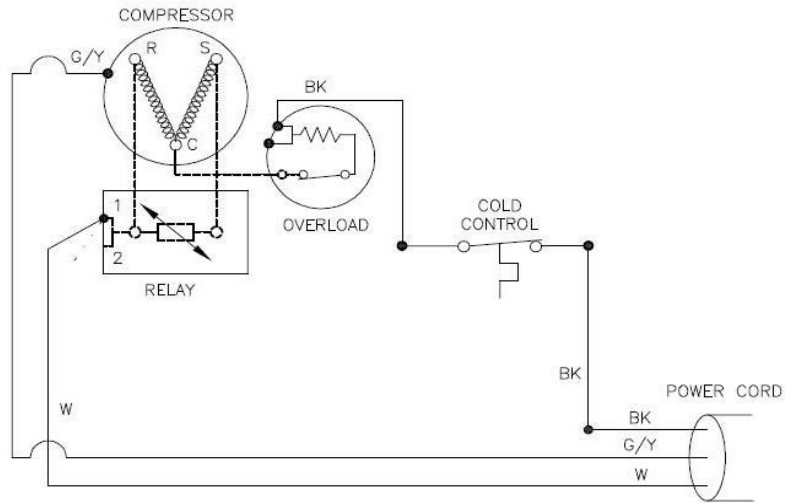 COMPRESSOR
G/Y
R
S
C
BK
OVERLOAD
COLD
CONTROL
1
2
RELAY
W
BK
POWER CORD
BK
G/Y
W